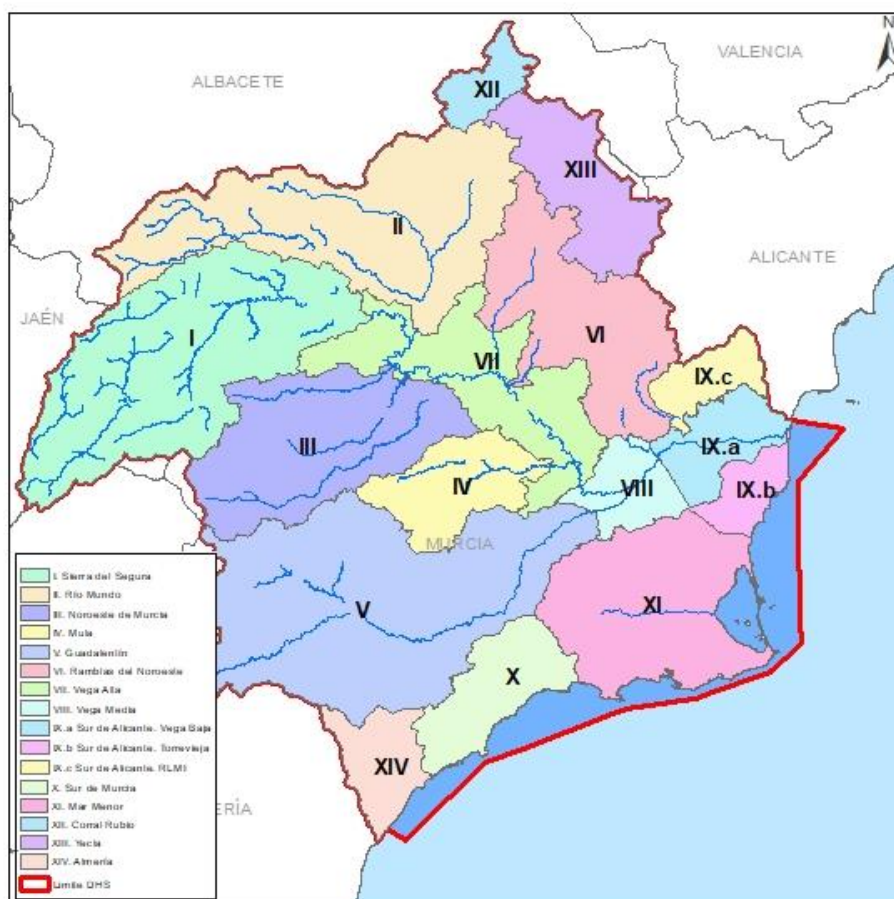 N
VALENCIA
ALBACETE
XII
XIII
II
ALICANTE
JAÉN
I
VI
VII
IX.c
III
IX.a
IV
VIII
IX.b
MURCIA
V
XI
X
XIV
ERÍA
I. Sierra del Segura
II. Río Mundo
III. Noroeste de Murcia
IV. Mula
V. Guadalentín
VI. Ramblas del Noroeste
VII. Vega Alta
VIII. Vega Media
IX.a Sur de Alicante. Vega Baja
IX.b Sur de Alicante. Torrevieja
IX.c Sur de Alicante. RLMI
X. Sur de Murcia
XI. Mar Menor
XII. Corral Rubio
XIII. Yecla
XIV. Almería
Límite DHS